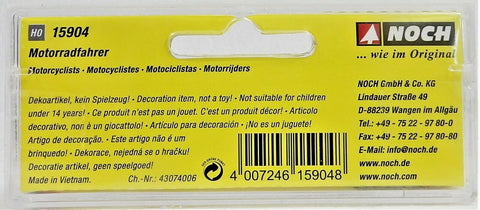 H0 15904
Motorradfahrer
Motorcyclists · Motocyclistes · Motociclistas · Motorrijders
Dekoartikel, kein Spielzeug! · Decoration item, not a toy! · Not suitable for children
under 14 years! · Ce produit n'est pas un jouet. C'est un produit décor! · Articolo
decorativo, non è un giocattolo! · Artículo para decoración · ¡No es un juguete!
Artigo de decoração. · Este artigo não é um
brinquedo! · Dekorace, nejedná se o hračku!
Decoratie artikel, geen speelgoed!
Made in Vietnam. Ch.-Nr.: 43074006
4 007246 159048
NOCH
... wie im Original
NOCH GmbH & Co. KG
Lindauer Straße 49
D-88239 Wangen im Allgäu
Tel.: +49 - 75 22 - 97 80-0
Fax: +49 - 75 22 - 97 80-80
E-Mail: info@noch.de
www.noch.de
www.noch.com